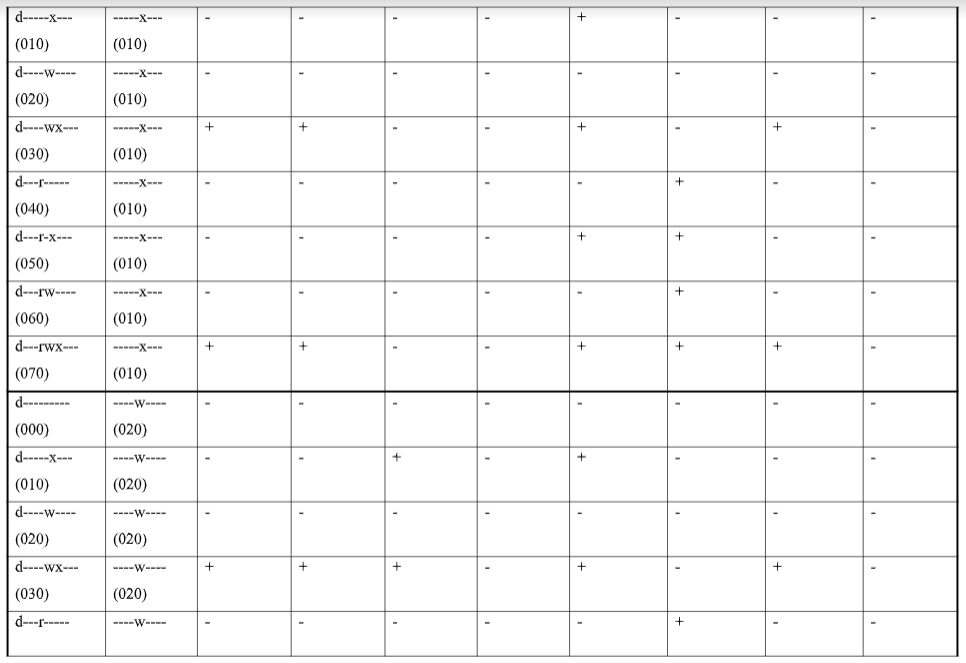 d-----x--- -----x--- - - - - + - - -
(010) (010)
d----w---- -----x--- - - - - - - - -
(020) (010)
d----wx--- -----x--- + + - - + - + -
(030) (010)
d---r----- -----x--- - - - - - + - -
(040) (010)
d---r-x--- -----x--- - - - - + + - -
(050) (010)
d---rw---- -----x--- - - - - - + - -
(060) (010)
d---rwx--- -----x--- + + - - + + + -
(070) (010)
d--------- ----w---- - - - - - - - -
(000) (020)
d-----x--- ----w---- - - + - + - - -
(010) (020)
d----w---- ----w---- - - - - - - - -
(020) (020)
d----wx--- ----w---- + + + - + - + -
(030) (020)
d---r----- ----w---- - - - - - + - -